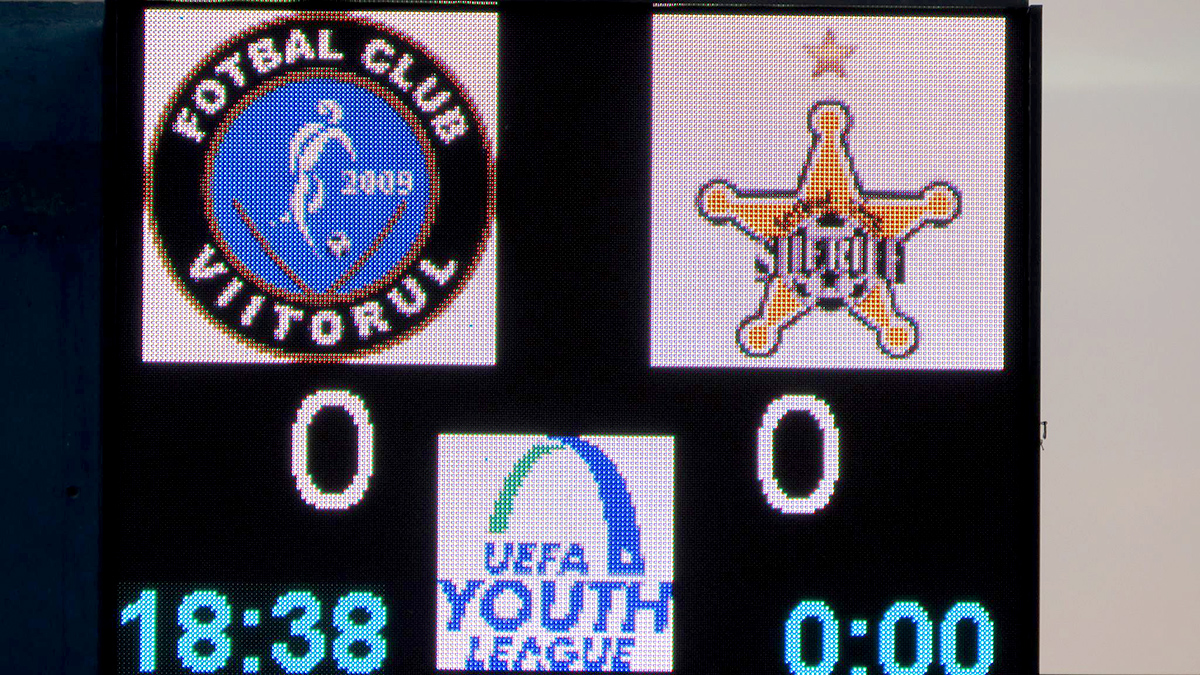 FOTBAL CLUB
2009
VIITORUL
0 0
UEFA
YOUTH
LEAGUE
18:38 0:00